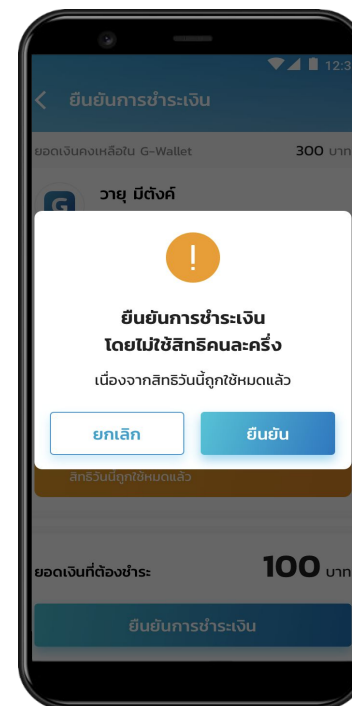 12:3
ยืนยันการชำระเงิน
ยอดเงินคงเหลือใน G-Wallet 300 บาท
วายุ มีตังค์
G
!
ยืนยันการชำระเงิน
โดยไม่ใช้สิทธิคนละครึ่ง
เนื่องจากสิทธิวันนี้ถูกใช้หมดแล้ว
ยกเลิก ยืนยัน
สิทธิวันนี้ถูกใช้หมดแล้ว
ยอดเงินที่ต้องชำระ 100 บาท
ยืนยันการชำระเงิน